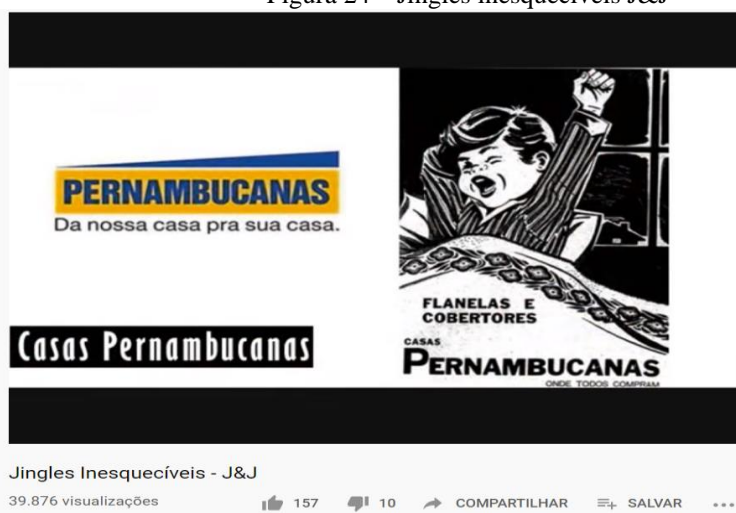 Figura 24 – Jingles Inesquecíveis J&J
PERNAMBUCANAS
Da nossa casa pra sua casa.
Casas Pernambucanas
FLANELAS E
COBERTORES
CASAS
PERNAMBUCANAS
ONDE TODOS COMPRAM
Jingles Inesquecíveis - J&J
39.876 visualizações
157
10
COMPARTILHAR
SALVAR